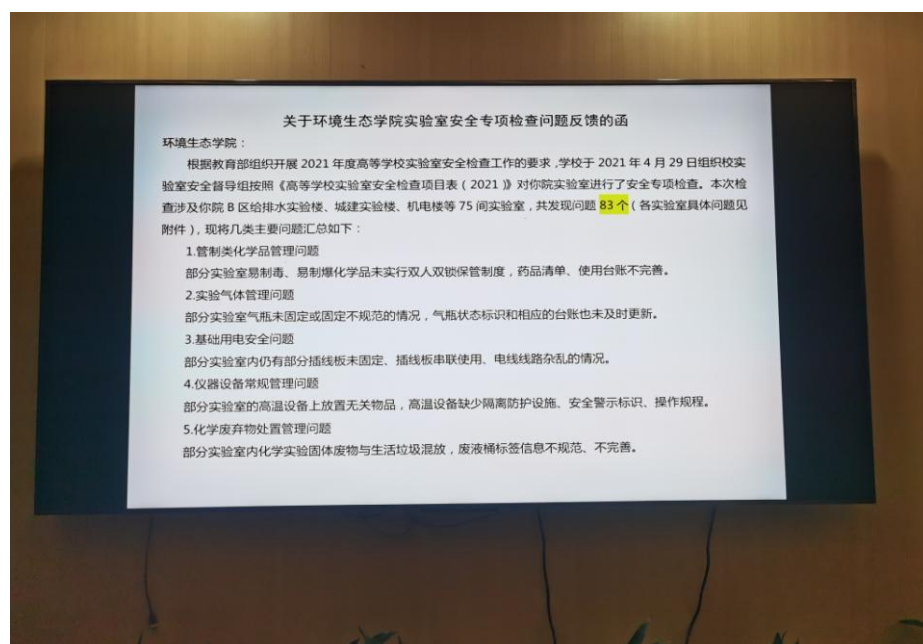 关于环境生态学院实验室安全专项检查问题反馈的函
环境生态学院：
根据教育部组织开展 2021 年度高等学校实验室安全检查工作的要求，学校于 2021 年 4 月 29 日组织校实
验室安全督导组按照《高等学校实验室安全检查项目表（2021）》对你院实验室进行了安全专项检查。本次检
查涉及你院 B 区给排水实验楼、城建实验楼、机电楼等 75 间实验室，共发现问题 83 个（各实验室具体问题见
附件），现将几类主要问题汇总如下：
1.管制类化学品管理问题
部分实验室易制毒、易制爆化学品未实行双人双锁保管制度，药品清单、使用台账不完善。
2.实验气体管理问题
部分实验室气瓶未固定或固定不规范的情况，气瓶状态标识和相应的台账也未及时更新。
3.基础用电安全问题
部分实验室内仍有部分插线板未固定、插线板串联使用、电线线路杂乱的情况。
4.仪器设备常规管理问题
部分实验室的高温设备上放置无关物品，高温设备缺少隔离防护设施、安全警示标识、操作规程。
5.化学废弃物处置管理问题
部分实验室内化学实验固体废物与生活垃圾混放，废液桶标签信息不规范、不完善。